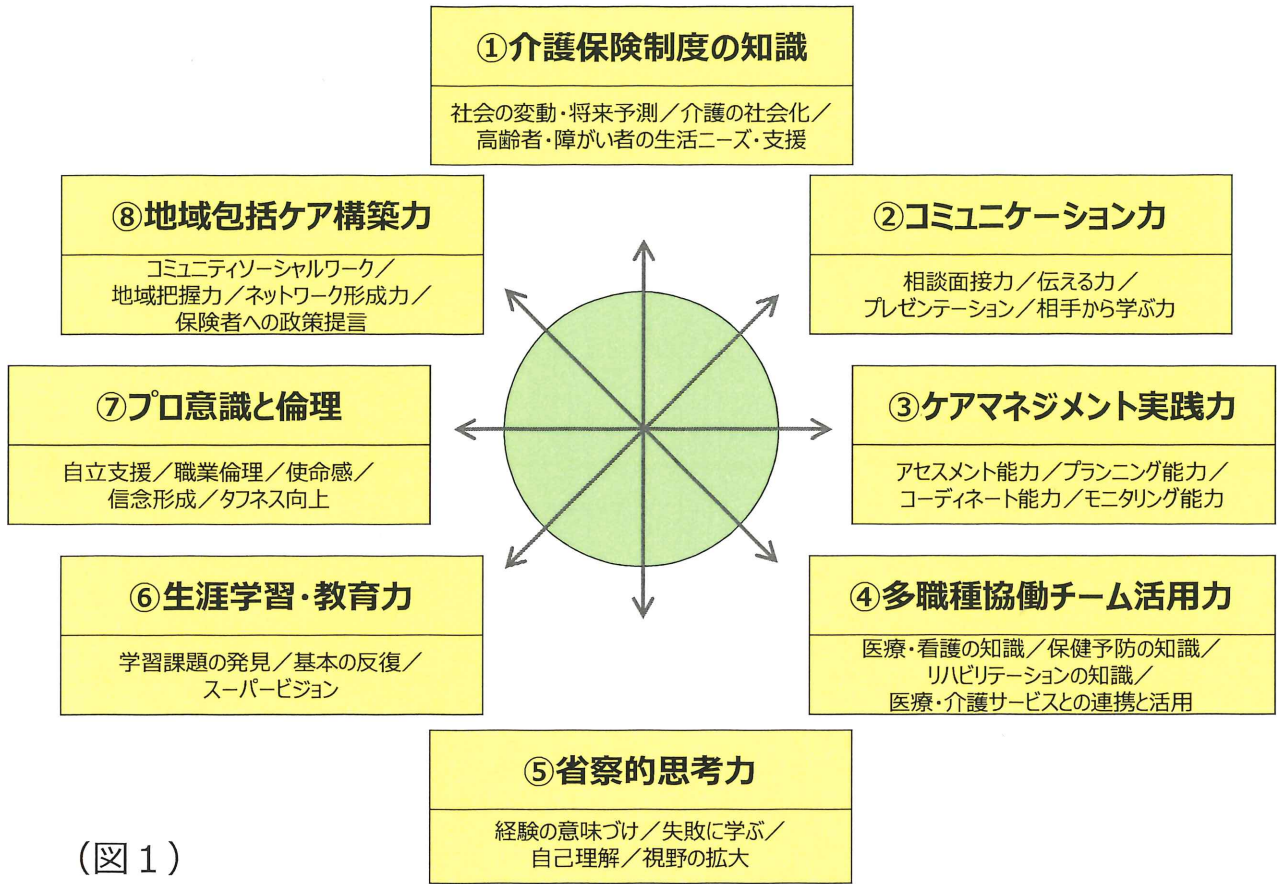 ①介護保険制度の知識
社会の変動・将来予測／介護の社会化／
高齢者・障がい者の生活ニーズ・支援
②コミュニケーション力
相談面接力／伝える力／
プレゼンテーション／相手から学ぶ力
③ケアマネジメント実践力
アセスメント能力／プランニング能力／
コーディネート能力／モニタリング能力
④多職種協働チーム活用力
医療・看護の知識／保健予防の知識／
リハビリテーションの知識／
医療・介護サービスとの連携と活用
⑤省察的思考力
経験の意味づけ／失敗に学ぶ／
自己理解／視野の拡大
⑥生涯学習・教育力
学習課題の発見／基本の反復／
スーパービジョン
⑦プロ意識と倫理
自立支援／職業倫理／使命感／
信念形成／タフネス向上
⑧地域包括ケア構築力
コミュニティソーシャルワーク／
地域把握力／ネットワーク形成力／
保険者への政策提言
（図１）